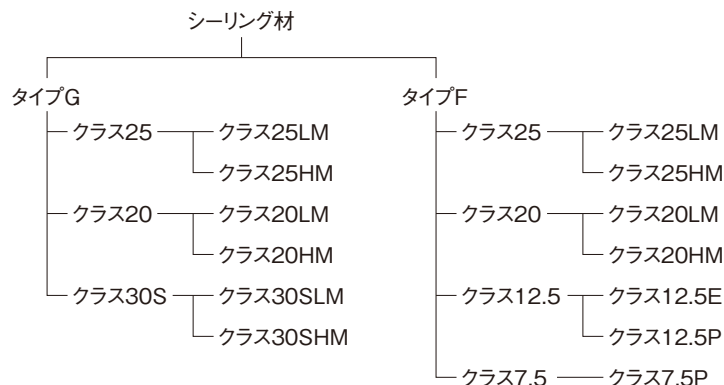 シーリング材
タイプG
タイプF
クラス25
クラス25LM
クラス25
クラス25LM
クラス25HM
クラス25HM
クラス20
クラス20LM
クラス20
クラス20LM
クラス20HM
クラス20HM
クラス30S
クラス30SLM
クラス12.5
クラス12.5E
クラス30SHM
クラス12.5P
クラス7.5
クラス7.5P